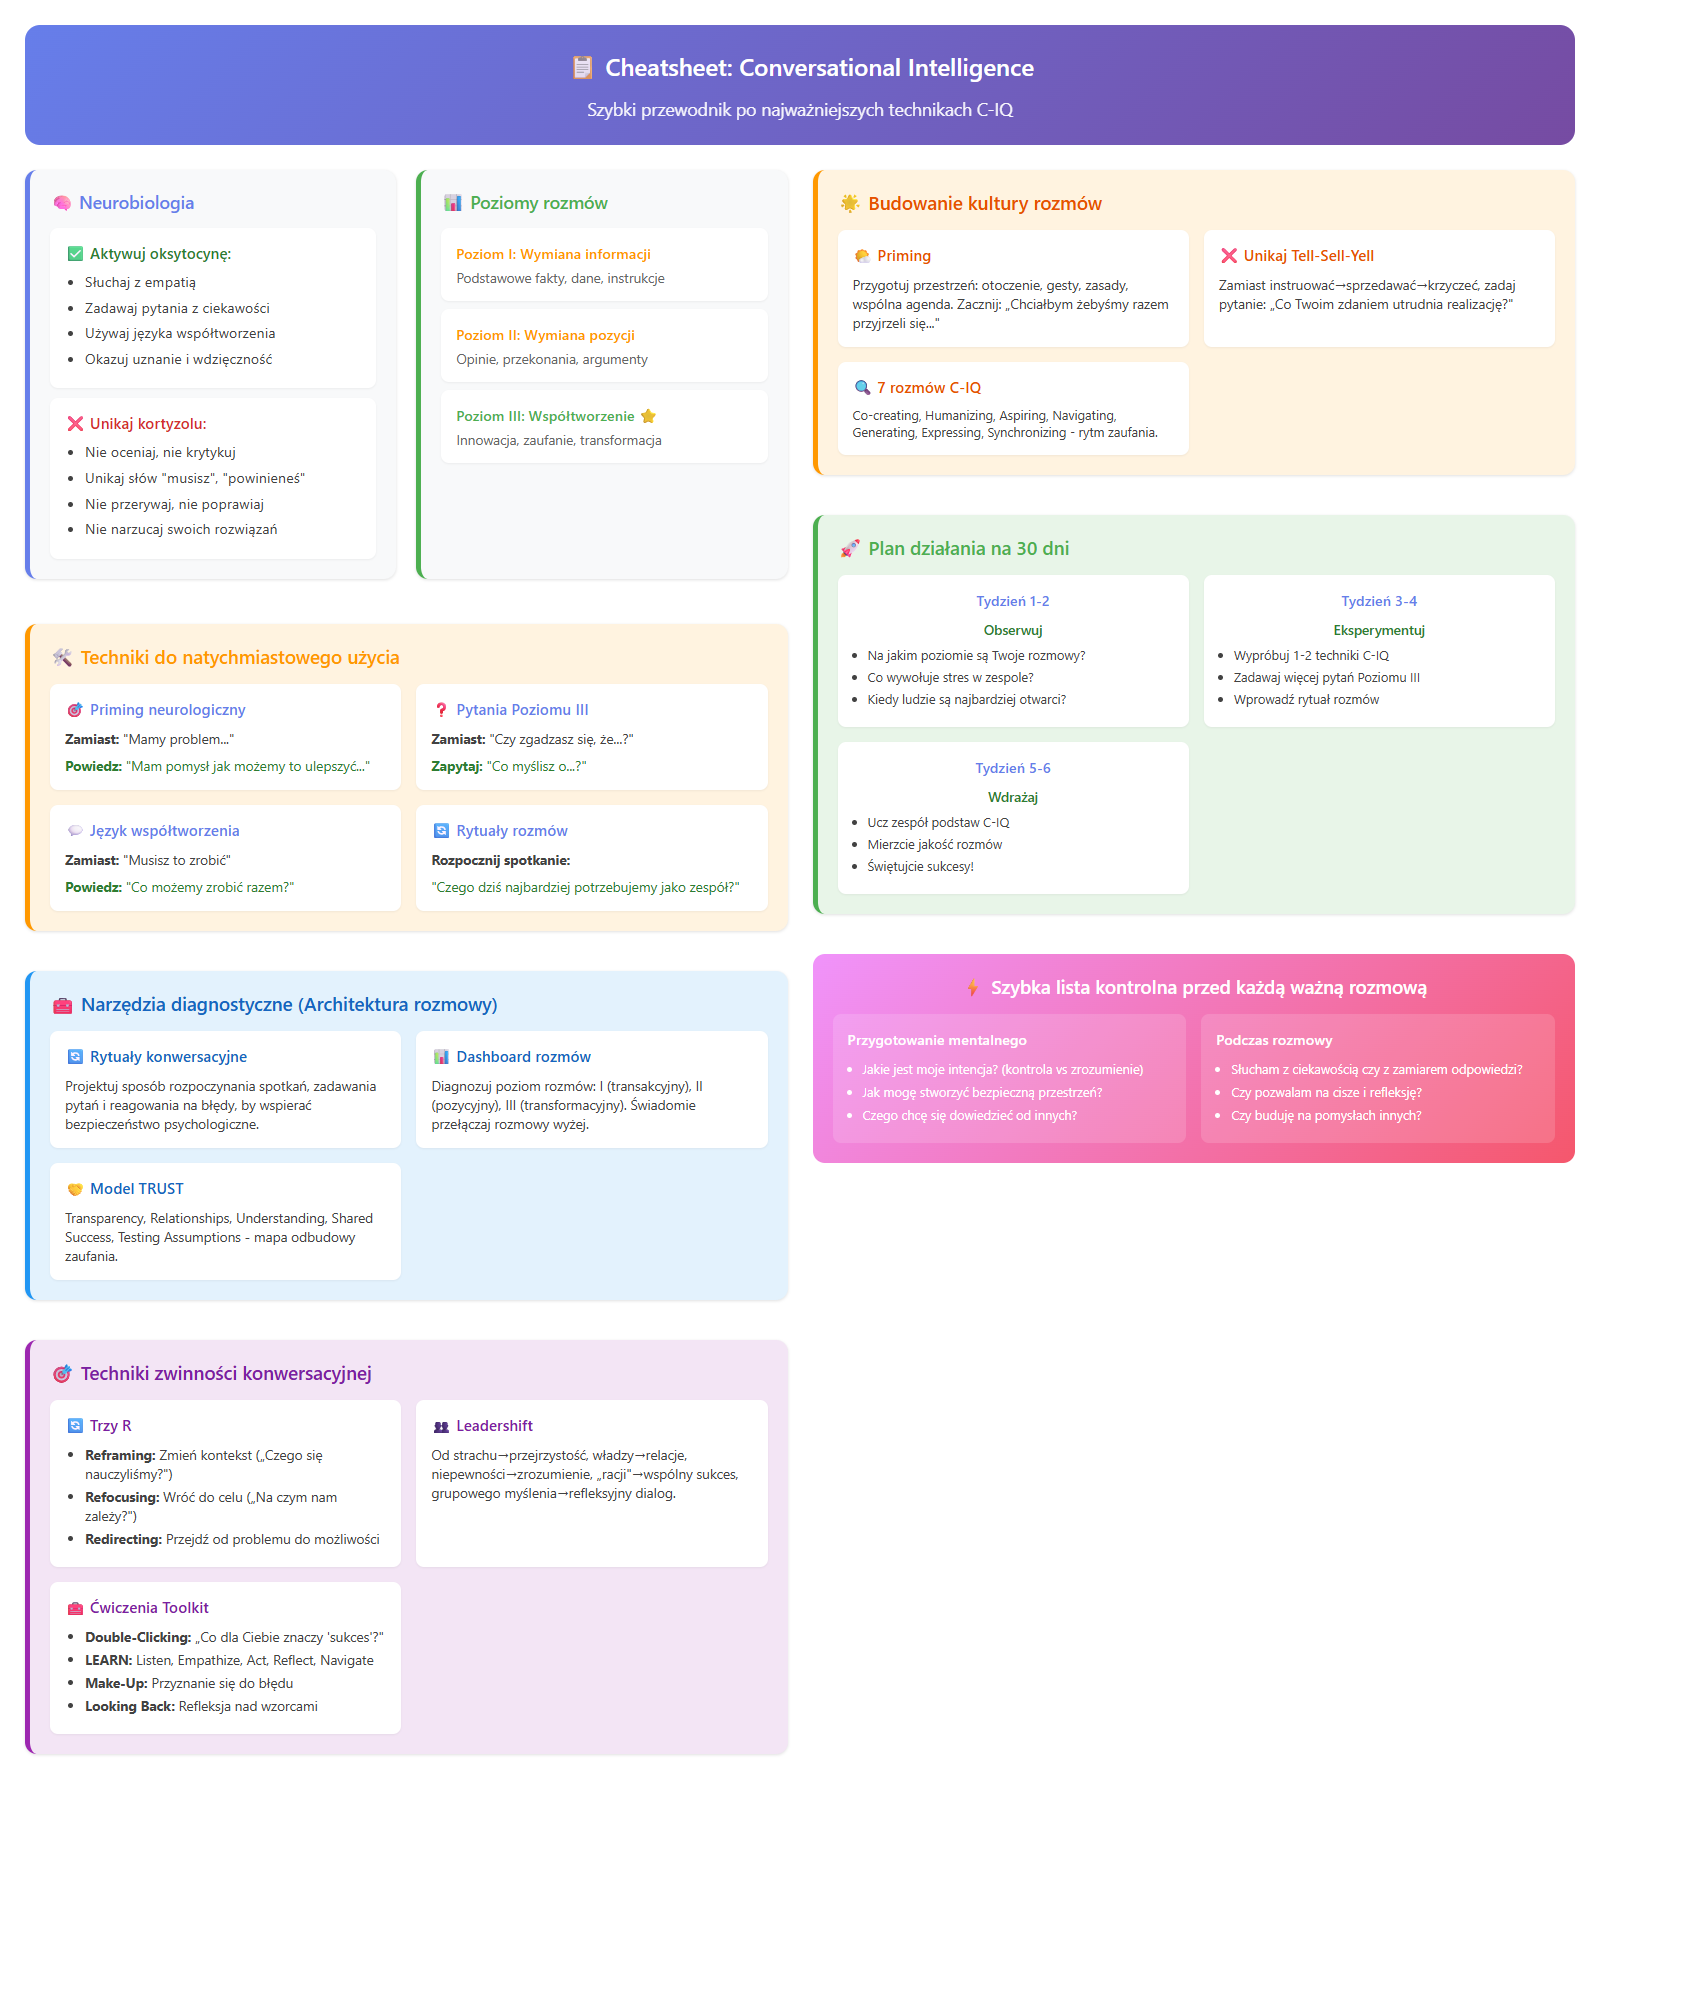 📋 Cheatsheet: Conversational Intelligence
Szybki przewodnik po najważniejszych technikach C-IQ
🧠 Neurobiologia
✅ Aktywuj oksytocynę:
• Słuchaj z empatią
• Zadawaj pytania z ciekawości
• Używaj języka współtworzenia
• Okazuj uznanie i wdzięczność
❌ Unikaj kortyzolu:
• Nie oceniaj, nie krytykuj
• Unikaj słów "musisz", "powinieneś"
• Nie przerywaj, nie poprawiaj
• Nie narzucaj swoich rozwiązań
📊 Poziomy rozmów
Poziom I: Wymiana informacji
Podstawowe fakty, dane, instrukcje
Poziom II: Wymiana pozycji
Opinie, przekonania, argumenty
Poziom III: Współtworzenie ⭐
Innowacja, zaufanie, transformacja
🛠️ Techniki do natychmiastowego użycia
🎯 Priming neurologiczny
Zamiast: "Mamy problem..."
Powiedz: "Mam pomysł jak możemy to ulepszyć..."
❓ Pytania Poziomu III
Zamiast: "Czy zgadzasz się, że...?"
Zapytaj: "Co myślisz o...?"
💬 Język współtworzenia
Zamiast: "Musisz to zrobić"
Powiedz: "Co możemy zrobić razem?"
🔄 Rytuały rozmów
Rozpocznij spotkanie:
"Czego dziś najbardziej potrzebujemy jako zespół?"
🧰 Narzędzia diagnostyczne (Architektura rozmowy)
🔄 Rytuały konwersacyjne
Projektuj sposób rozpoczynania spotkań, zadawania
pytań i reagowania na błędy, by wspierać
bezpieczeństwo psychologiczne.
📊 Dashboard rozmów
Diagnozuj poziom rozmów: I (transakcyjny), II
(pozycyjny), III (transformacyjny). Świadomie
przełączaj rozmowy wyżej.
🤝 Model TRUST
Transparency, Relationships, Understanding, Shared
Success, Testing Assumptions - mapa odbudowy
zaufania.
🎯 Techniki zwinności konwersacyjnej
🔄 Trzy R
• Reframing: Zmień kontekst („Czego się
nauczyliśmy?")
• Refocusing: Wróć do celu („Na czym nam
zależy?")
• Redirecting: Przejdź od problemu do możliwości
👥 Leadershift
Od strachu→przejrzystość, władzy→relacje,
niepewności→zrozumienie, „racji"→wspólny sukces,
grupowego myślenia→refleksyjny dialog.
🧰 Ćwiczenia Toolkit
• Double-Clicking: „Co dla Ciebie znaczy 'sukces'?"
• LEARN: Listen, Empathize, Act, Reflect, Navigate
• Make-Up: Przyznanie się do błędu
• Looking Back: Refleksja nad wzorcami
🌟 Budowanie kultury rozmów
🌤️ Priming
Przygotuj przestrzeń: otoczenie, gesty, zasady,
wspólna agenda. Zacznij: „Chciałbym żebyśmy razem
przyjrzeli się..."
❌ Unikaj Tell-Sell-Yell
Zamiast instruować→sprzedawać→krzyczeć, zadaj
pytanie: „Co Twoim zdaniem utrudnia realizację?"
🔍 7 rozmów C-IQ
Co-creating, Humanizing, Aspiring, Navigating,
Generating, Expressing, Synchronizing - rytm zaufania.
🚀 Plan działania na 30 dni
Tydzień 1-2
Obserwuj
• Na jakim poziomie są Twoje rozmowy?
• Co wywołuje stres w zespole?
• Kiedy ludzie są najbardziej otwarci?
Tydzień 3-4
Eksperymentuj
• Wypróbuj 1-2 techniki C-IQ
• Zadawaj więcej pytań Poziomu III
• Wprowadź rytuał rozmów
Tydzień 5-6
Wdrażaj
• Ucz zespół podstaw C-IQ
• Mierzcie jakość rozmów
• Świętujcie sukcesy!
⚡ Szybka lista kontrolna przed każdą ważną rozmową
Przygotowanie mentalnego
• Jakie jest moje intencja? (kontrola vs zrozumienie)
• Jak mogę stworzyć bezpieczną przestrzeń?
• Czego chcę się dowiedzieć od innych?
Podczas rozmowy
• Słucham z ciekawością czy z zamiarem odpowiedzi?
• Czy pozwalam na cisze i refleksję?
• Czy buduję na pomysłach innych?